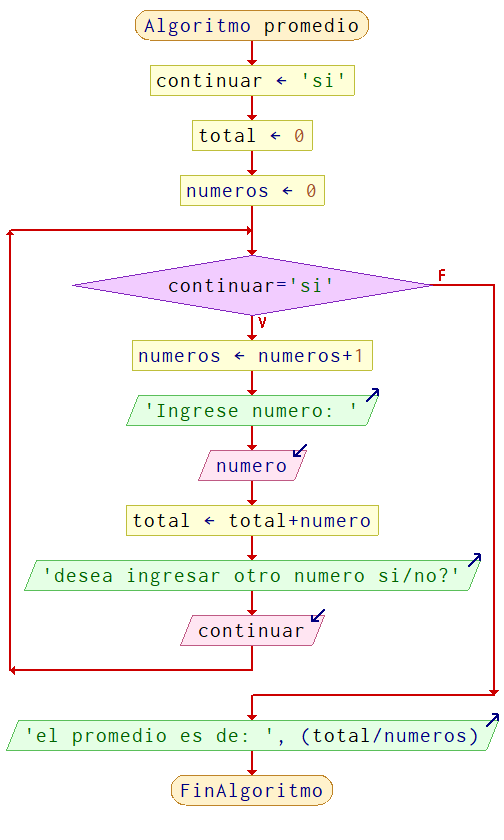 Algoritmo promedio
continuar ← 'si'
total ← 0
numeros ← 0
continuar='si'
F
V
numeros ← numeros+1
'Ingrese numero: '
numero
total ← total+numero
'desea ingresar otro numero si/no?'
continuar
'el promedio es de: ', (total/numeros)
FinAlgoritmo